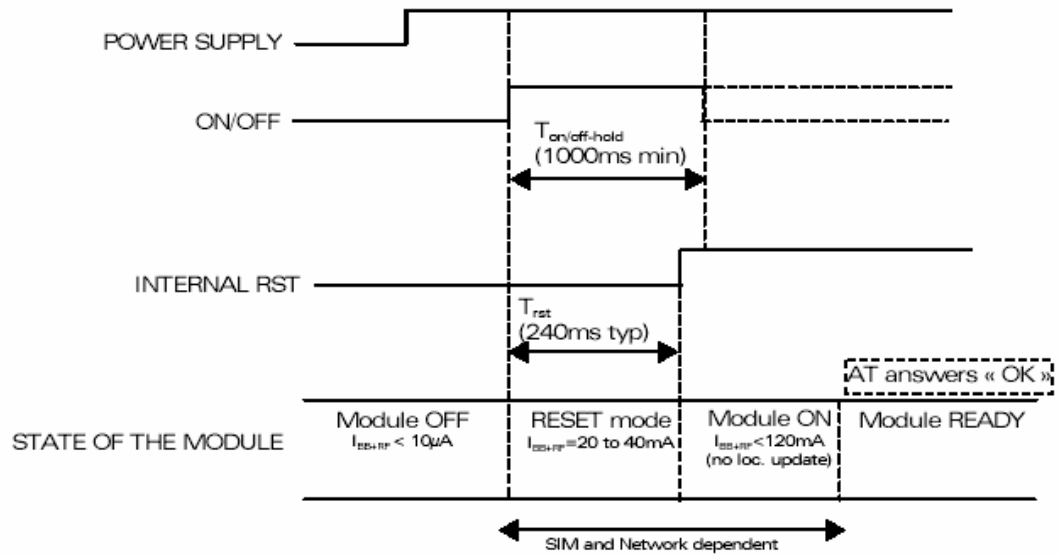 POWER SUPPLY
ON/OFF
Ton/off-hold
(1000ms min)
INTERNAL RST
Trst
(240ms typ)
AT answers « OK »
STATE OF THE MODULE
Module OFF
IBB+RF < 10µA
RESET mode
IBB+RF=20 to 40mA
Module ON
IBB+RF<120mA
(no loc. update)
Module READY
SIM and Network dependent